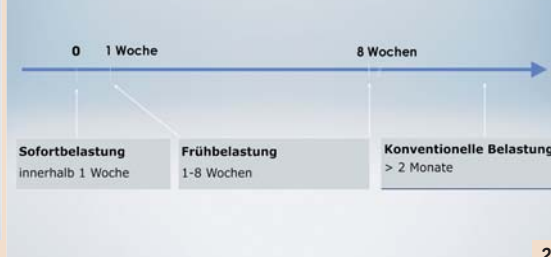 0 1 Woche 8 Wochen
Sofortbelastung
innerhalb 1 Woche
Frühbelastung
1-8 Wochen
Konventionelle Belastung
> 2 Monate
2